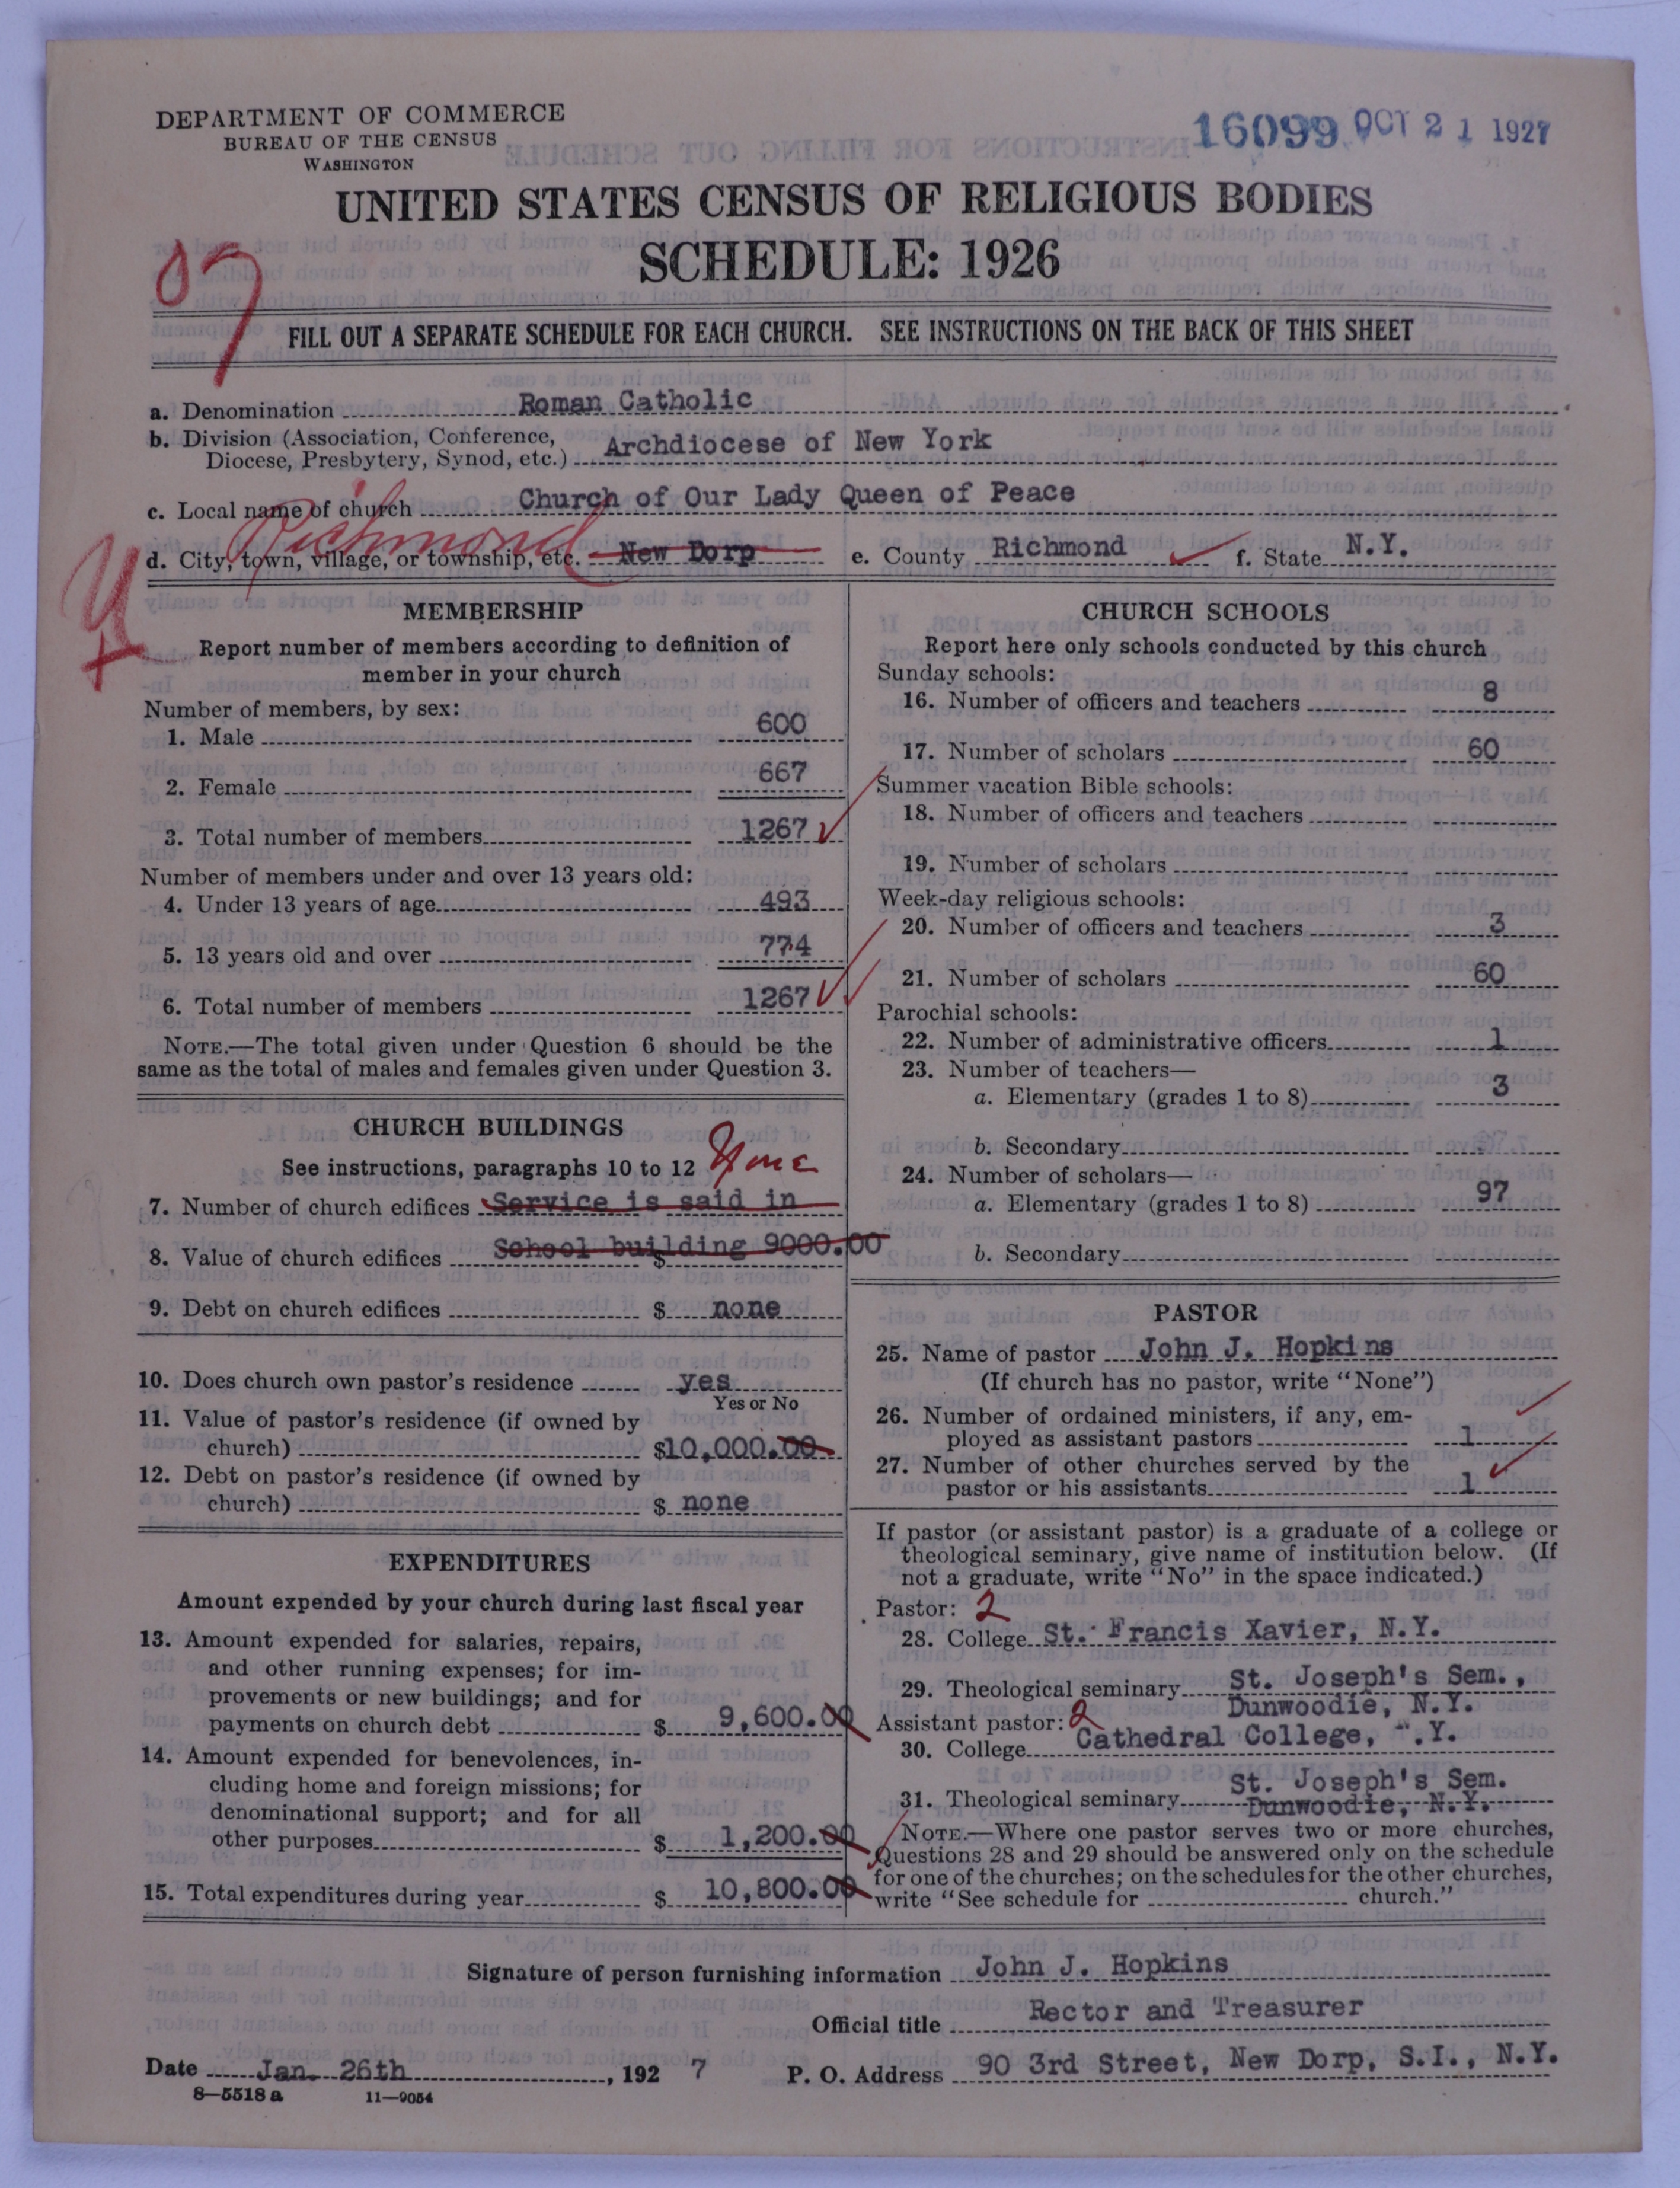 DEPARTMENT OF COMMERCE
BUREAU OF THE CENSUS
WASHINGTON
16099 OCT 21 1927
UNITED STATES CENSUS OF RELIGIOUS BODIES
SCHEDULE: 1926
FILL OUT A SEPARATE SCHEDULE FOR EACH CHURCH. SEE INSTRUCTIONS ON THE BACK OF THIS SHEET
a. Denomination Roman Catholic
b. Division (Association, Conference, Diocese, Presbytery, Synod, etc.) Archdiocese of New York
c. Local name of church Church of Our Lady Queen of Peace
Richmond
d. City, town, village, or township, etc. New Dorp e. County Richmond f. State N.Y.
MEMBERSHIP
Report number of members according to definition of
member in your church
Number of members, by sex:
1. Male 600
2. Female 667
3. Total number of members 1267
Number of members under and over 13 years old:
4. Under 13 years of age 493
5. 13 years old and over 774
6. Total number of members 1267
NOTE.—The total given under Question 6 should be the
same as the total of males and females given under Question 3.
CHURCH BUILDINGS
See instructions, paragraphs 10 to 12 None
7. Number of church edifices Service is said in
8. Value of church edifices School building $ 9000.00
9. Debt on church edifices $ none
10. Does church own pastor's residence yes
Yes or No
11. Value of pastor's residence (if owned by
church) $10,000.00
12. Debt on pastor's residence (if owned by
church) $ none
EXPENDITURES
Amount expended by your church during last fiscal year
13. Amount expended for salaries, repairs,
and other running expenses; for im-
provements or new buildings; and for
payments on church debt $ 9,600.00
14. Amount expended for benevolences, in-
cluding home and foreign missions; for
denominational support; and for all
other purposes $ 1,200.00
15. Total expenditures during year $ 10,800.00
CHURCH SCHOOLS
Report here only schools conducted by this church
Sunday schools:
16. Number of officers and teachers 8
17. Number of scholars 60
Summer vacation Bible schools:
18. Number of officers and teachers
19. Number of scholars
Week-day religious schools:
20. Number of officers and teachers 3
21. Number of scholars 60
Parochial schools:
22. Number of administrative officers 1
23. Number of teachers—
a. Elementary (grades 1 to 8) 3
b. Secondary
24. Number of scholars—
a. Elementary (grades 1 to 8) 97
b. Secondary
PASTOR
25. Name of pastor John J. Hopkins
(If church has no pastor, write "None")
26. Number of ordained ministers, if any, em-
ployed as assistant pastors 1
27. Number of other churches served by the
pastor or his assistants 1
If pastor (or assistant pastor) is a graduate of a college or
theological seminary, give name of institution below. (If
not a graduate, write "No" in the space indicated.)
Pastor: 2
28. College St. Francis Xavier, N.Y.
29. Theological seminary St. Joseph's Sem.,
Dunwoodie, N.Y.
Assistant pastor: 2
30. College Cathedral College, .Y.
31. Theological seminary St. Joseph's Sem.
Dunwoodie, N.Y.
NOTE.—Where one pastor serves two or more churches,
Questions 28 and 29 should be answered only on the schedule
for one of the churches; on the schedules for the other churches,
write "See schedule for church."
Signature of person furnishing information John J. Hopkins
Official title Rector and Treasurer
Date Jan. 26th, 1927 P. O. Address 90 3rd Street, New Dorp, S.I., N.Y.
8—5518 a 11—9054